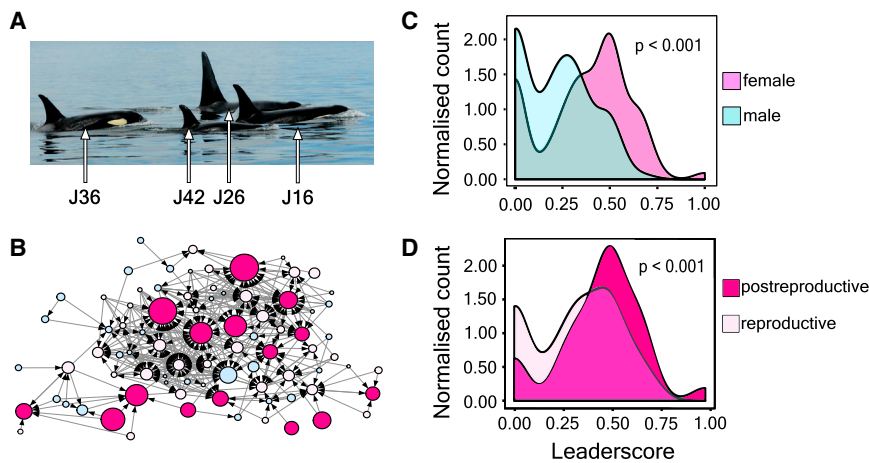 A
J36
J42
J26
J16
B
C
Normalised count
2.00
1.50
1.00
0.50
0.00
p < 0.001
0.00
0.25
0.50
0.75
1.00
female
male
D
Normalised count
2.00
1.50
1.00
0.50
0.00
p < 0.001
0.00
0.25
0.50
0.75
1.00
Leaderscore
postreproductive
reproductive